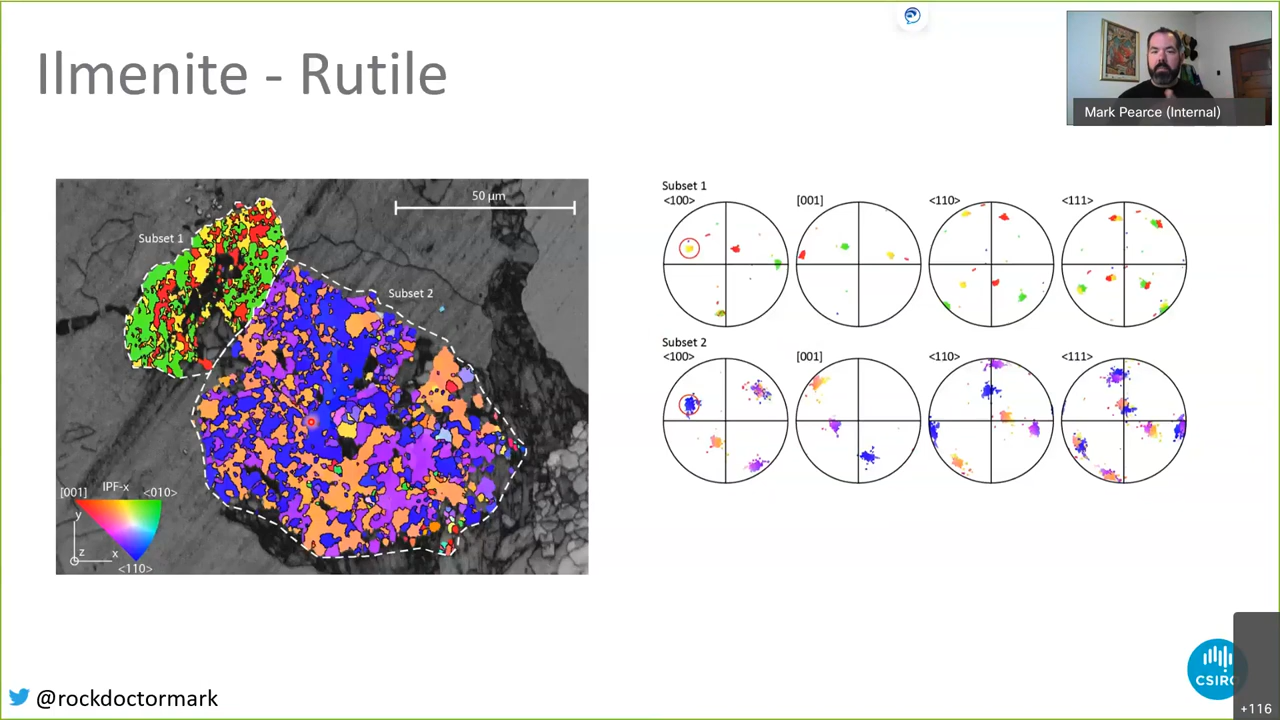 Ilmenite - Rutile
Mark Pearce (Internal)
50 µm
Subset 1
Subset 2
[001]
IPF-x
<010>
y
z
x
<110>
Subset 1
<100>
[001]
<110>
<111>
Subset 2
<100>
[001]
<110>
<111>
@rockdoctormark
CSIRO
+116